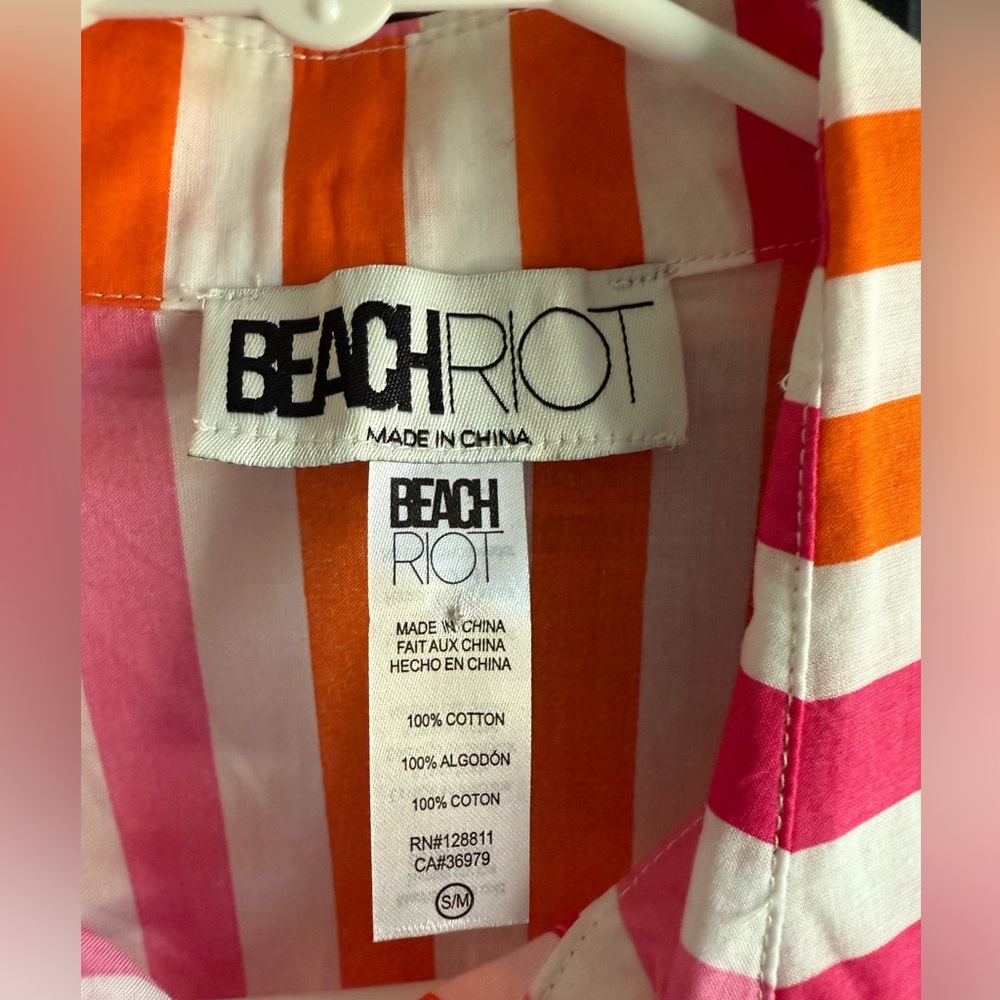 BEACHRIOT
MADE IN CHINA
BEACH
RIOT
MADE IN CHINA
FAIT AUX CHINA
HECHO EN CHINA
100% COTTON
100% ALGODÓN
100% COTON
RN#128811
CA#36979
S/M